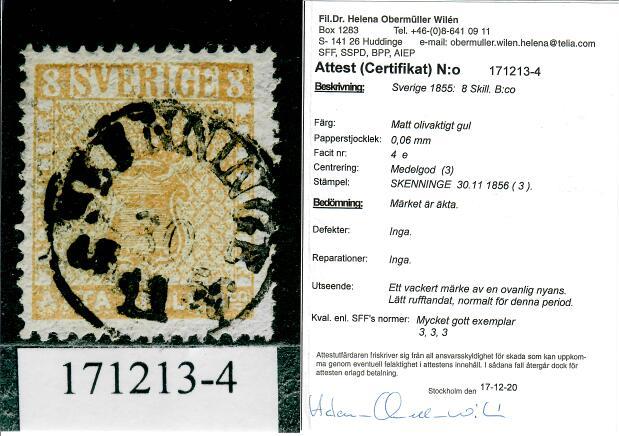 8 SVERIGE 8
SKENNINGE
30
171213-4
Fil.Dr. Helena Obermüller Wilén
Box 1283 Tel. +46-(0)8-641 09 11
S- 141 26 Huddinge e-mail: obermuller.wilen.helena@telia.com
SFF, SSPD, BPP, AIEP
Attest (Certifikat) N:o 171213-4
Beskrivning: Sverige 1855: 8 Skill. B:co
Färg: Matt olivaktigt gul
Papperstjocklek: 0,06 mm
Facit nr: 4 e
Centrering: Medelgod (3)
Stämpel: SKENNINGE 30.11 1856 ( 3 ).
Bedömning: Märket är äkta.
Defekter: Inga.
Reparationer: Inga.
Utseende: Ett vackert märke av en ovanlig nyans.
Lätt rufftandat, normalt för denna period.
Kval. enl. SFF's normer: Mycket gott exemplar
3, 3, 3
Attestutfärdaren friskriver sig från all ansvarsskyldighet för skada som kan uppkom-
ma genom eventuell felaktighet i attestens innehåll. I sådana fall återgår dock för
attesten erlagd betalning.
Stockholm den 17-12-20